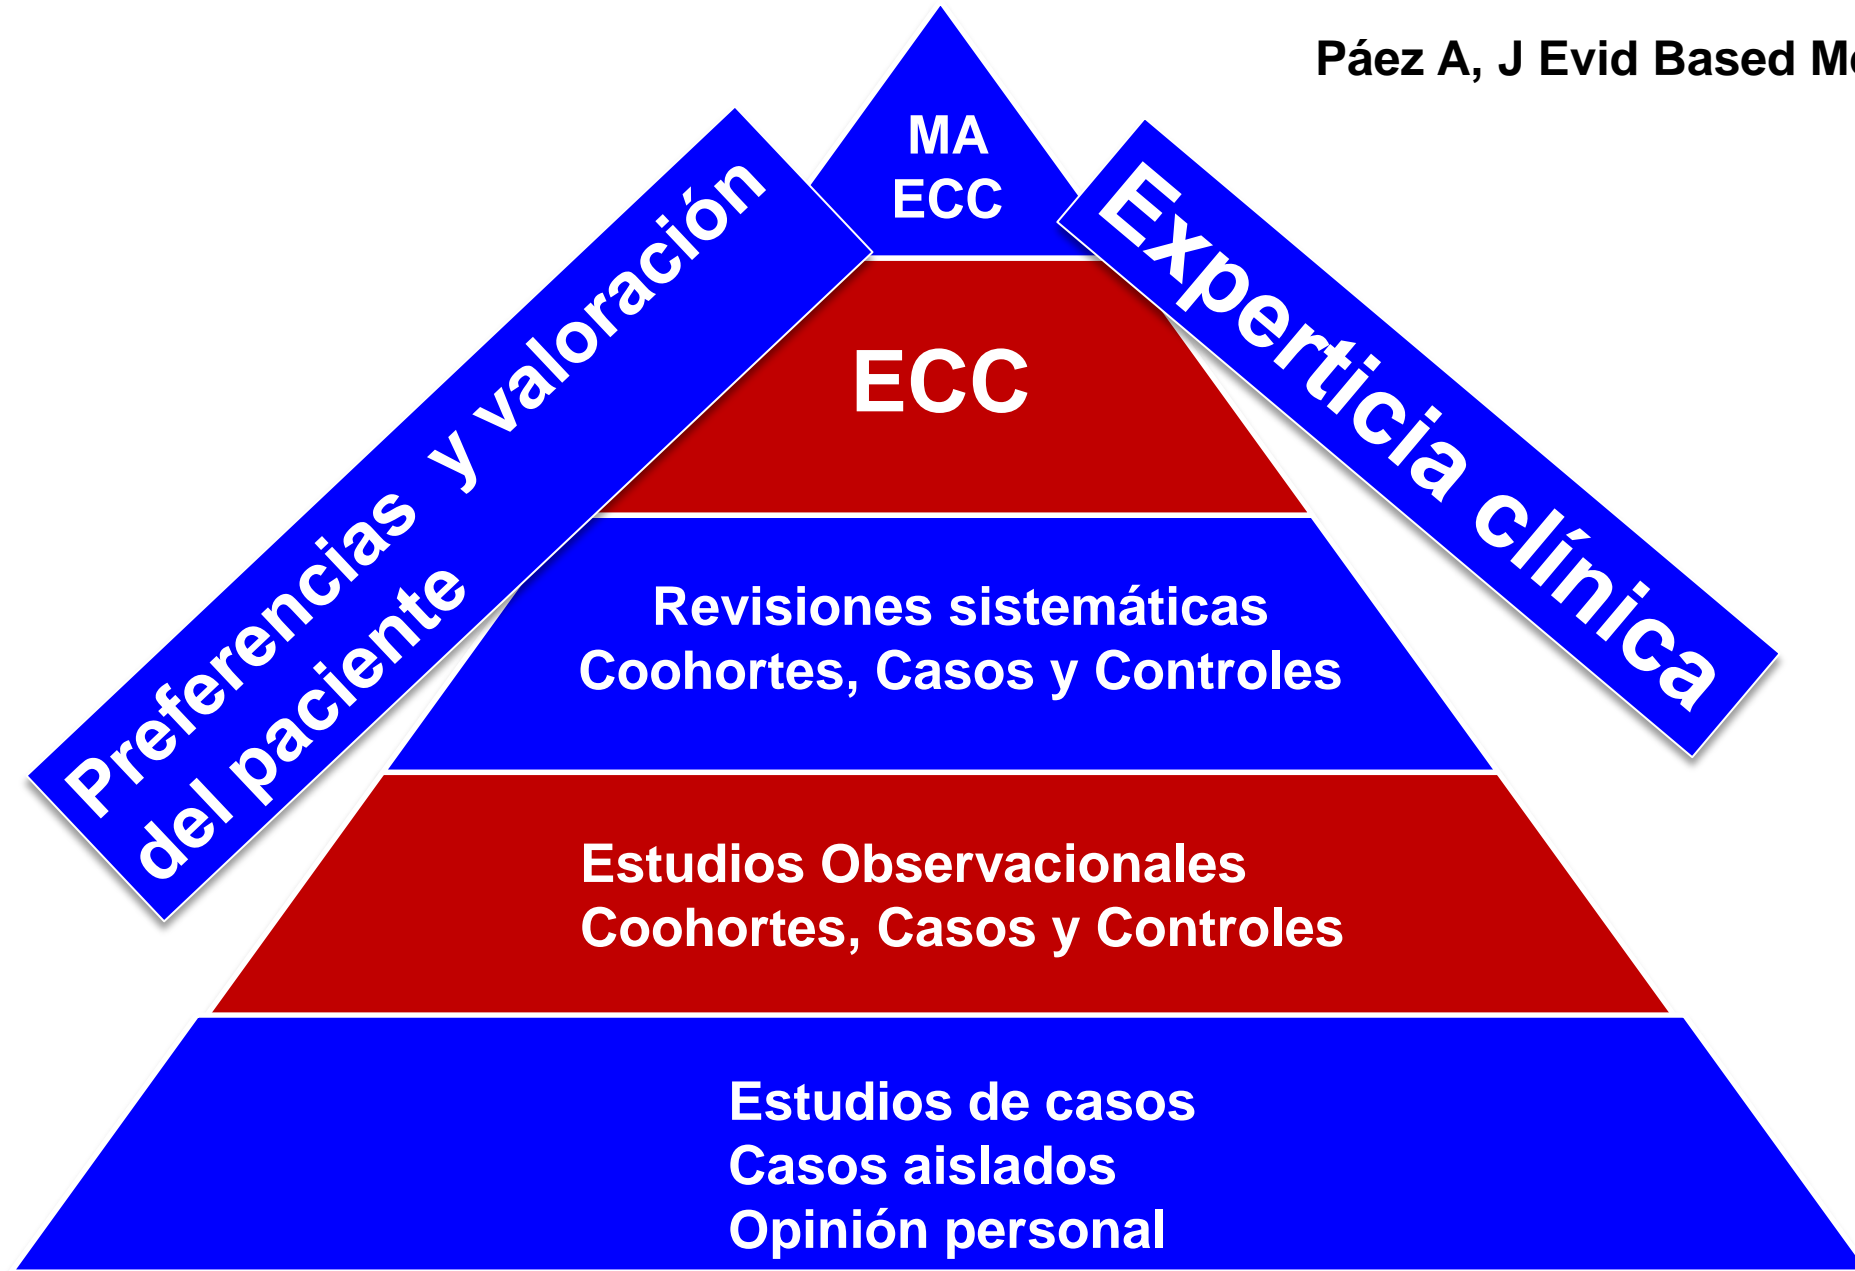 Páez A, J Evid Based Me
MA
ECC
Preferencias y valoración
del paciente
Experticia clínica
ECC
Revisiones sistemáticas
Coohortes, Casos y Controles
Estudios Observacionales
Coohortes, Casos y Controles
Estudios de casos
Casos aislados
Opinión personal